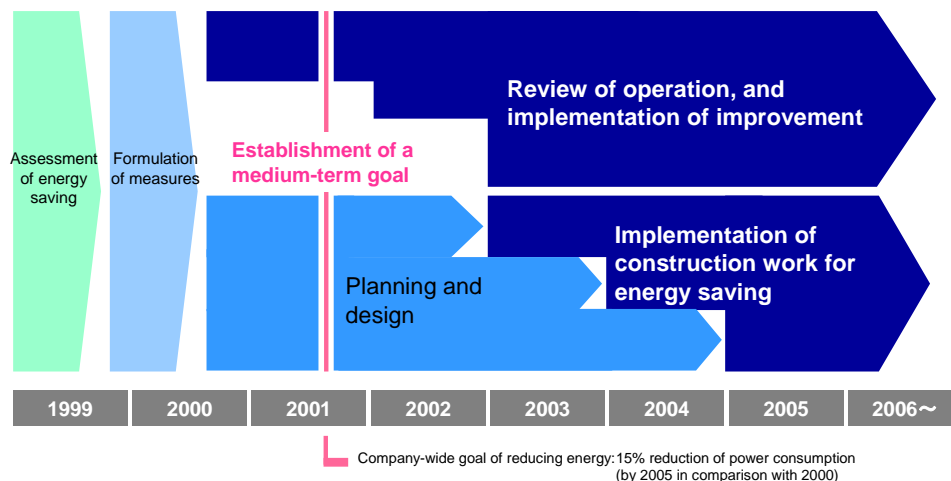 Review of operation, and
implementation of improvement
Assessment
of energy
saving
Formulation
of measures
Establishment of a
medium-term goal
Implementation of
construction work for
energy saving
Planning and
design
1999
2000
2001
2002
2003
2004
2005
2006～
Company-wide goal of reducing energy:15% reduction of power consumption
(by 2005 in comparison with 2000)